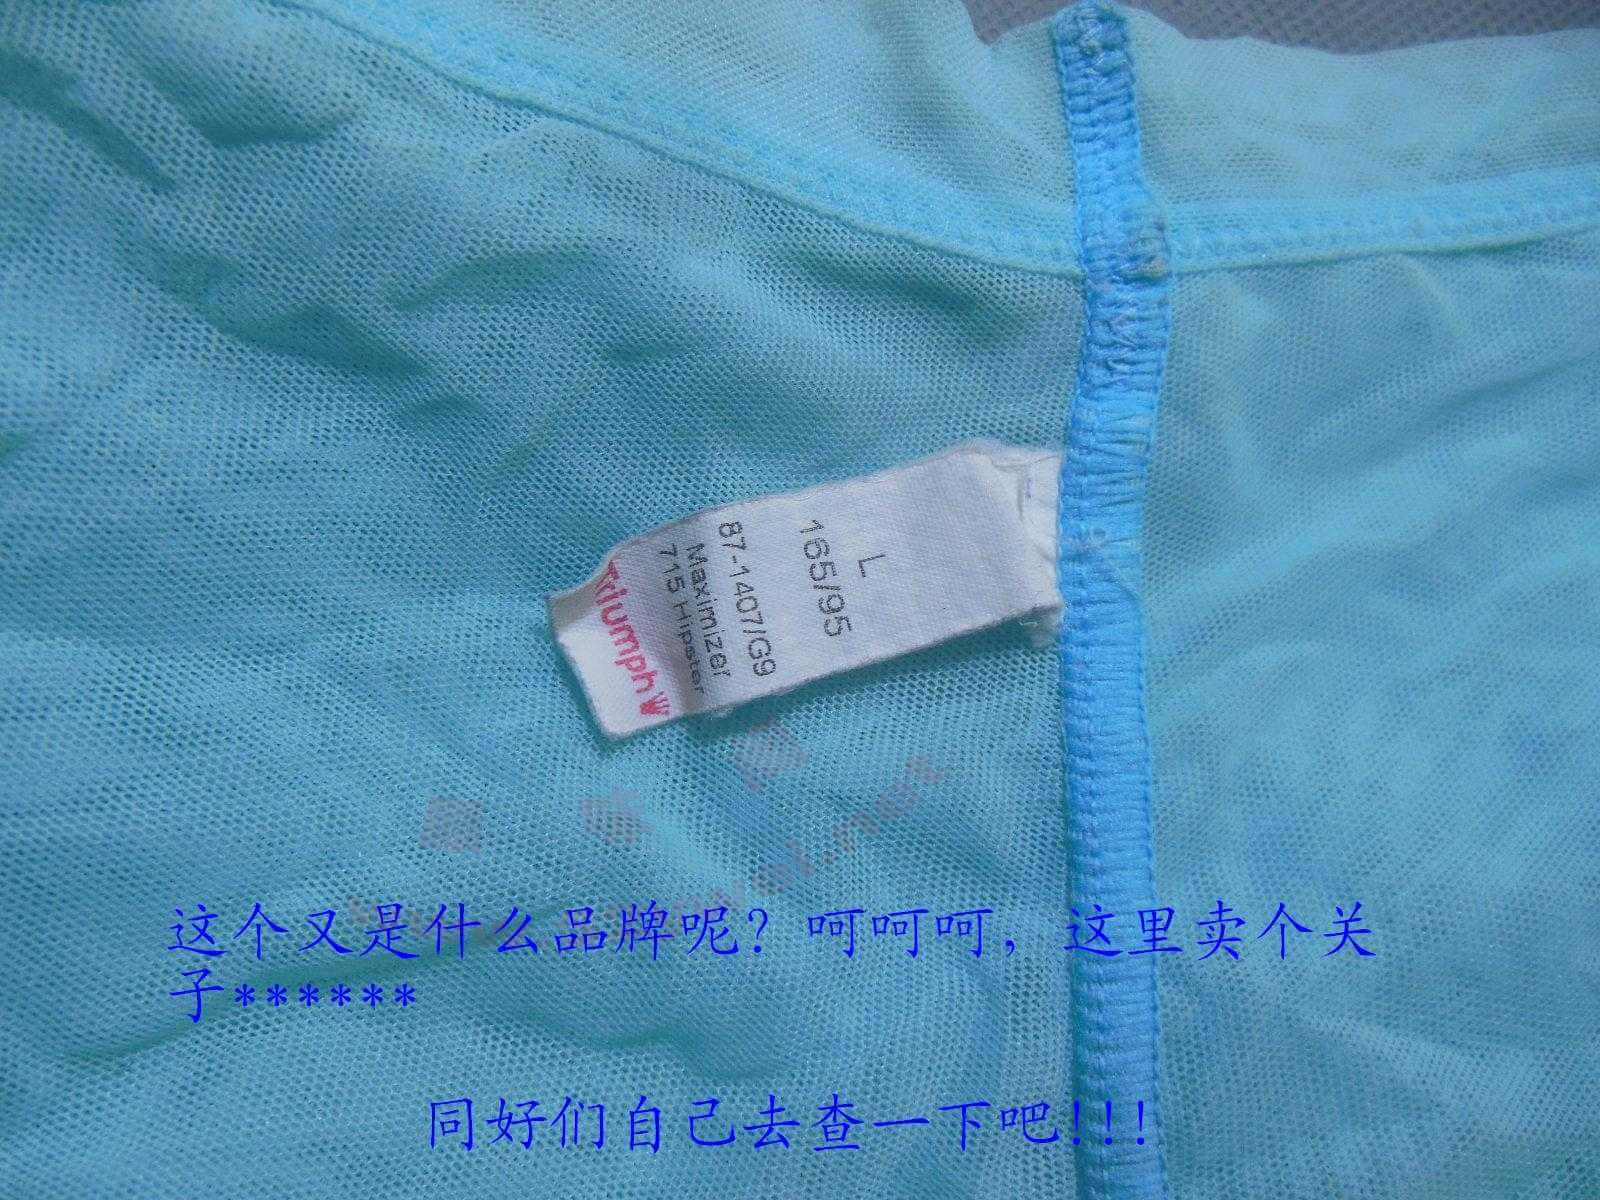 L
165/95
87-1407/G9
Maximizer
715 Hipster
Triumph
这个又是什么品牌呢？呵呵呵，这里卖个关
子******
同好们自己去查一下吧!!!